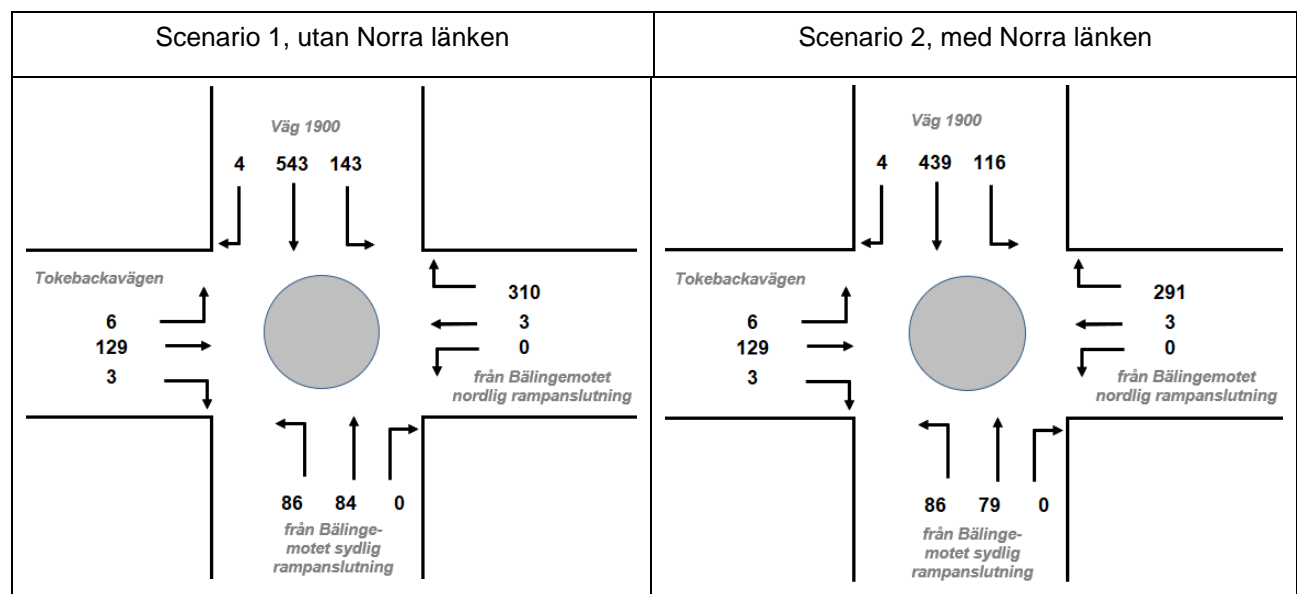 Scenario 1, utan Norra länken
Väg 1900
4 543 143
Tokebackavägen
6
129
3
310
3
0
från Bälingemotet
nordlig rampanslutning
86 84 0
från Bälinge-
motet sydlig
rampanslutning
Scenario 2, med Norra länken
Väg 1900
4 439 116
Tokebackavägen
6
129
3
291
3
0
från Bälingemotet
nordlig rampanslutning
86 79 0
från Bälinge-
motet sydlig
rampanslutning